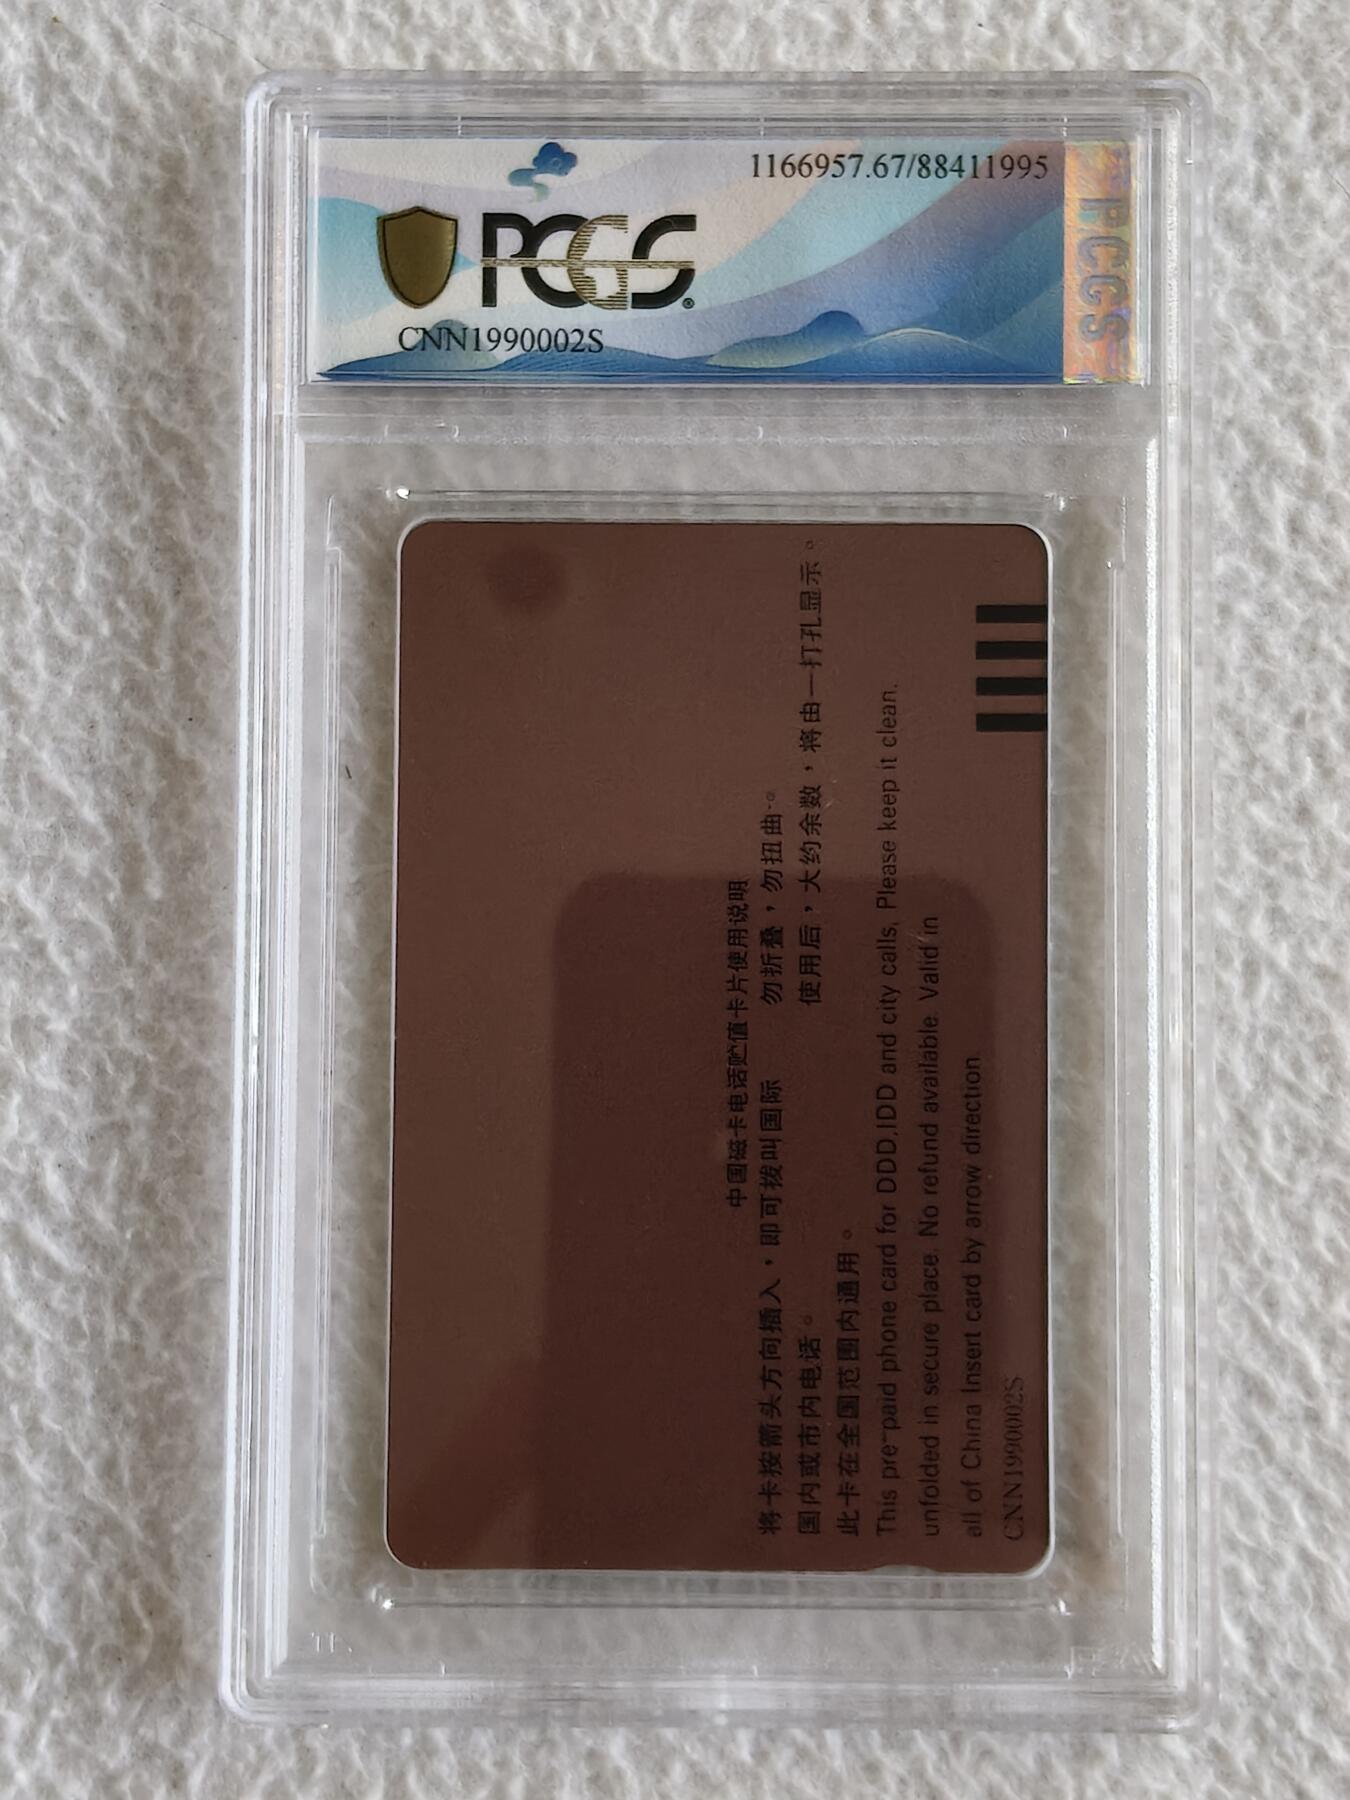 1166957.67/88411995
PCGS
CNN1990002S
PCGS
中国磁卡电话贮值卡片使用说明
将卡按箭头方向插入，即可拨叫国际 勿折叠，勿扭曲。
国内或市内电话。 使用后，大约余数，将由一打孔显示。
此卡在全国范围内通用。
This pre-paid phone card for DDD,IDD and city calls, Please keep it clean.
unfolded in secure place. No refund available. Valid in
all of China Insert card by arrow direction
CNN1990002S